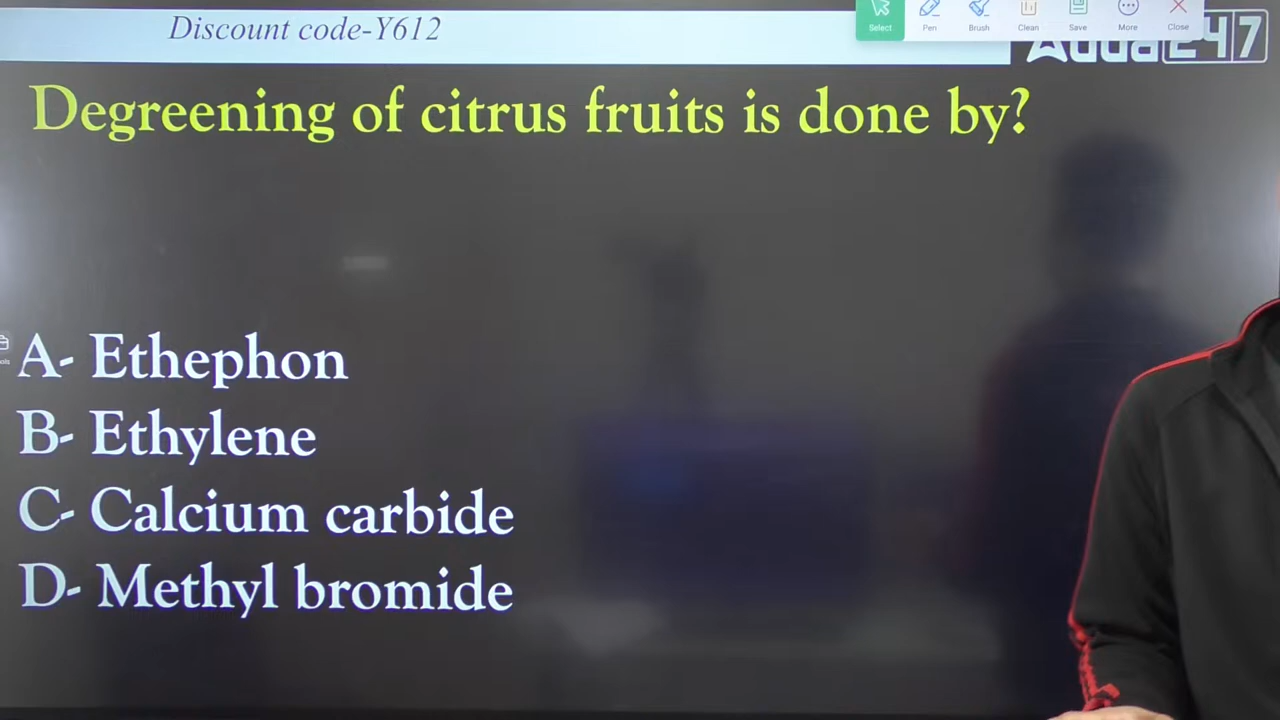 Discount code-Y612
Select Pen Brush Clean Save More Close
Adda247
Degreening of citrus fruits is done by?
A- Ethephon
B- Ethylene
C- Calcium carbide
D- Methyl bromide